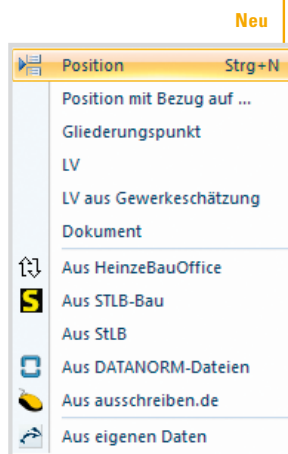 Neu
Position Strg+N
Position mit Bezug auf ...
Gliederungspunkt
LV
LV aus Gewerkeschätzung
Dokument
Aus HeinzeBauOffice
S Aus STLB-Bau
Aus StLB
Aus DATANORM-Dateien
Aus ausschreiben.de
Aus eigenen Daten